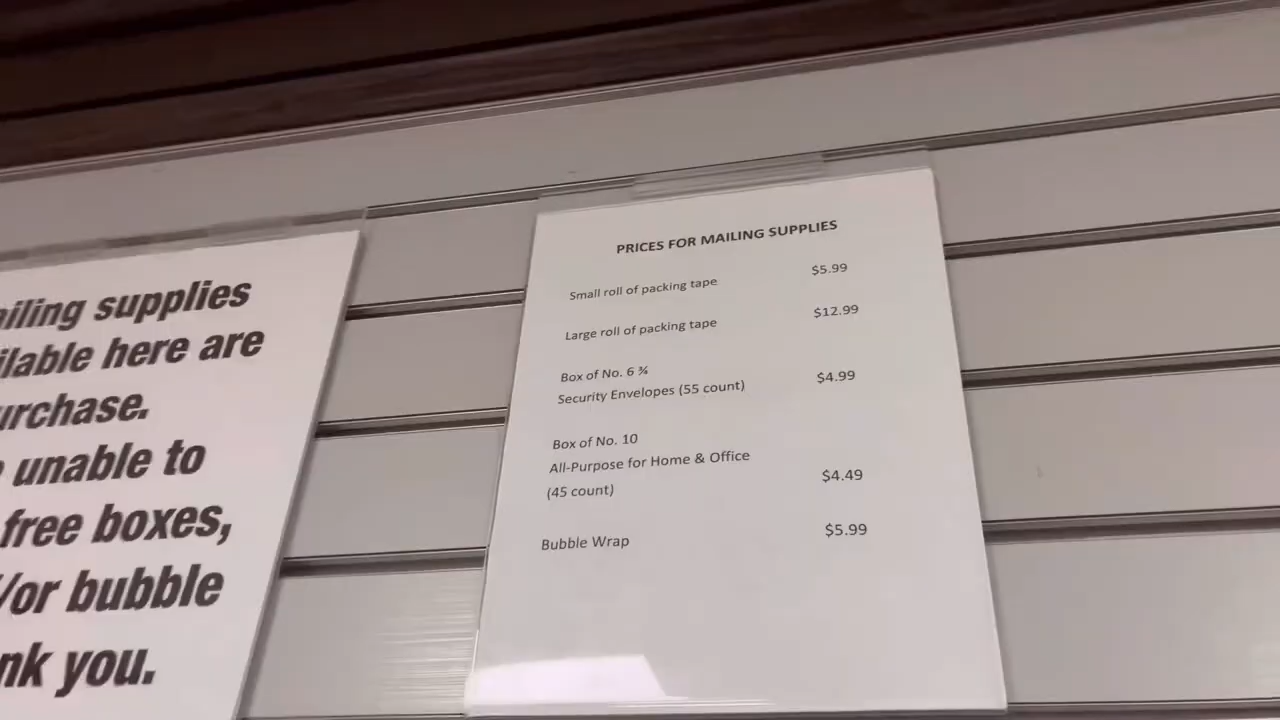 ailing supplies
ilable here are
urchase.
unable to
free boxes,
/or bubble
nk you.
PRICES FOR MAILING SUPPLIES
Small roll of packing tape $5.99
Large roll of packing tape $12.99
Box of No. 6 ¾
Security Envelopes (55 count) $4.99
Box of No. 10
All-Purpose for Home & Office
(45 count) $4.49
Bubble Wrap $5.99